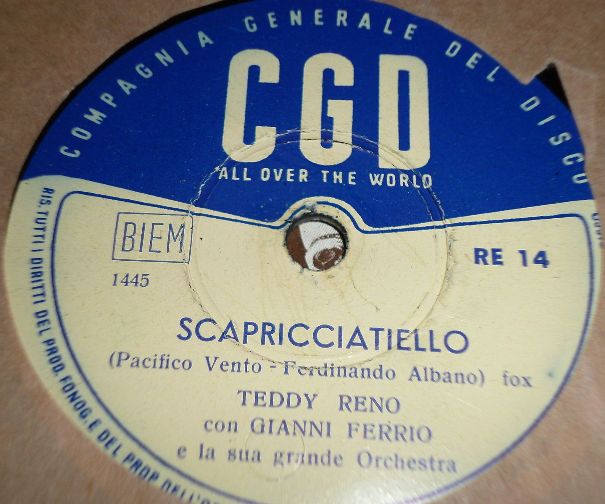 COMPAGNIA GENERALE DEL DISCO
CGD
ALL OVER THE WORLD
BIEM
1445
RE 14
SCAPRICCIATIELLO
(Pacifico Vento - Ferdinando Albano) fox
TEDDY RENO
con GIANNI FERRIO
e la sua grande Orchestra
RIS. TUTTI I DIRITTI DEL PROD. FONOG. E DEL PROP. DELL'